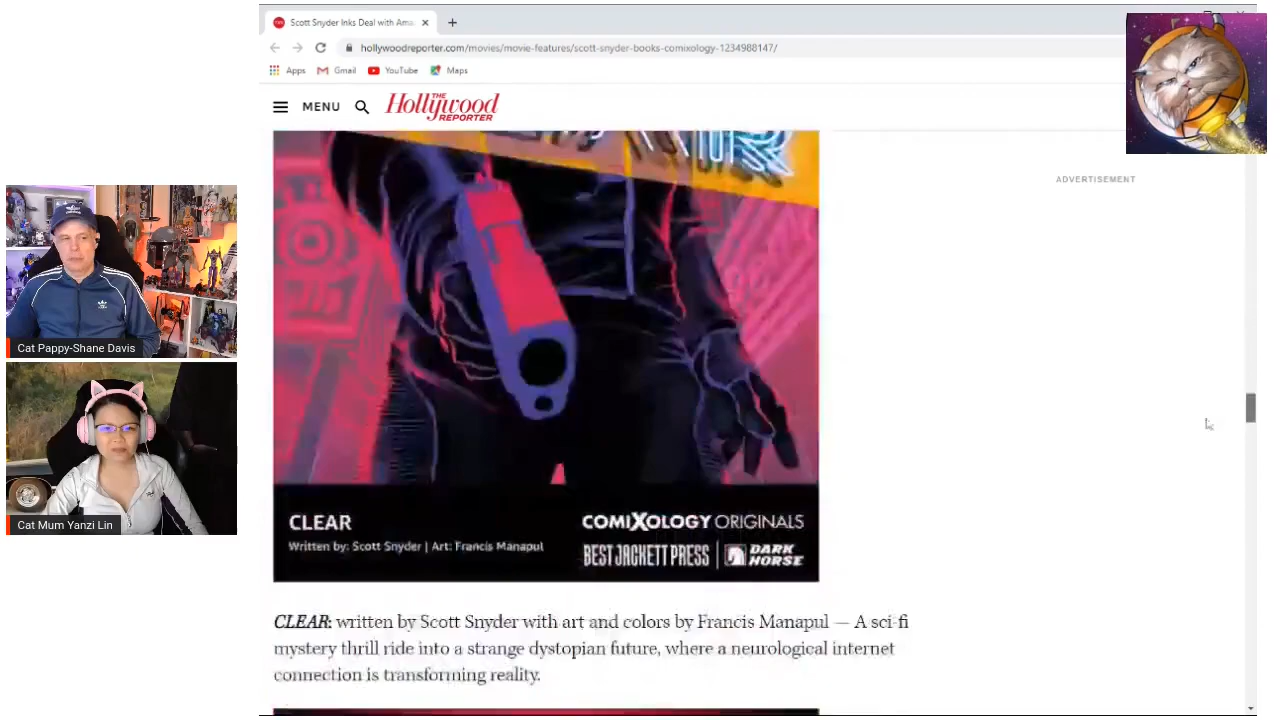 Scott Snyder Inks Deal with Ama
hollywoodreporter.com/movies/movie-features/scott-snyder-books-comixology-1234988147/
Apps Gmail YouTube Maps
MENU THE Hollywood REPORTER
ADVERTISEMENT
Cat Pappy-Shane Davis
Cat Mum Yanzi Lin
CLEAR
Written by: Scott Snyder | Art: Francis Manapul
COMIXOLOGY ORIGINALS
BEST JACKETT PRESS | DARK HORSE
CLEAR: written by Scott Snyder with art and colors by Francis Manapul — A sci-fi
mystery thrill ride into a strange dystopian future, where a neurological internet
connection is transforming reality.